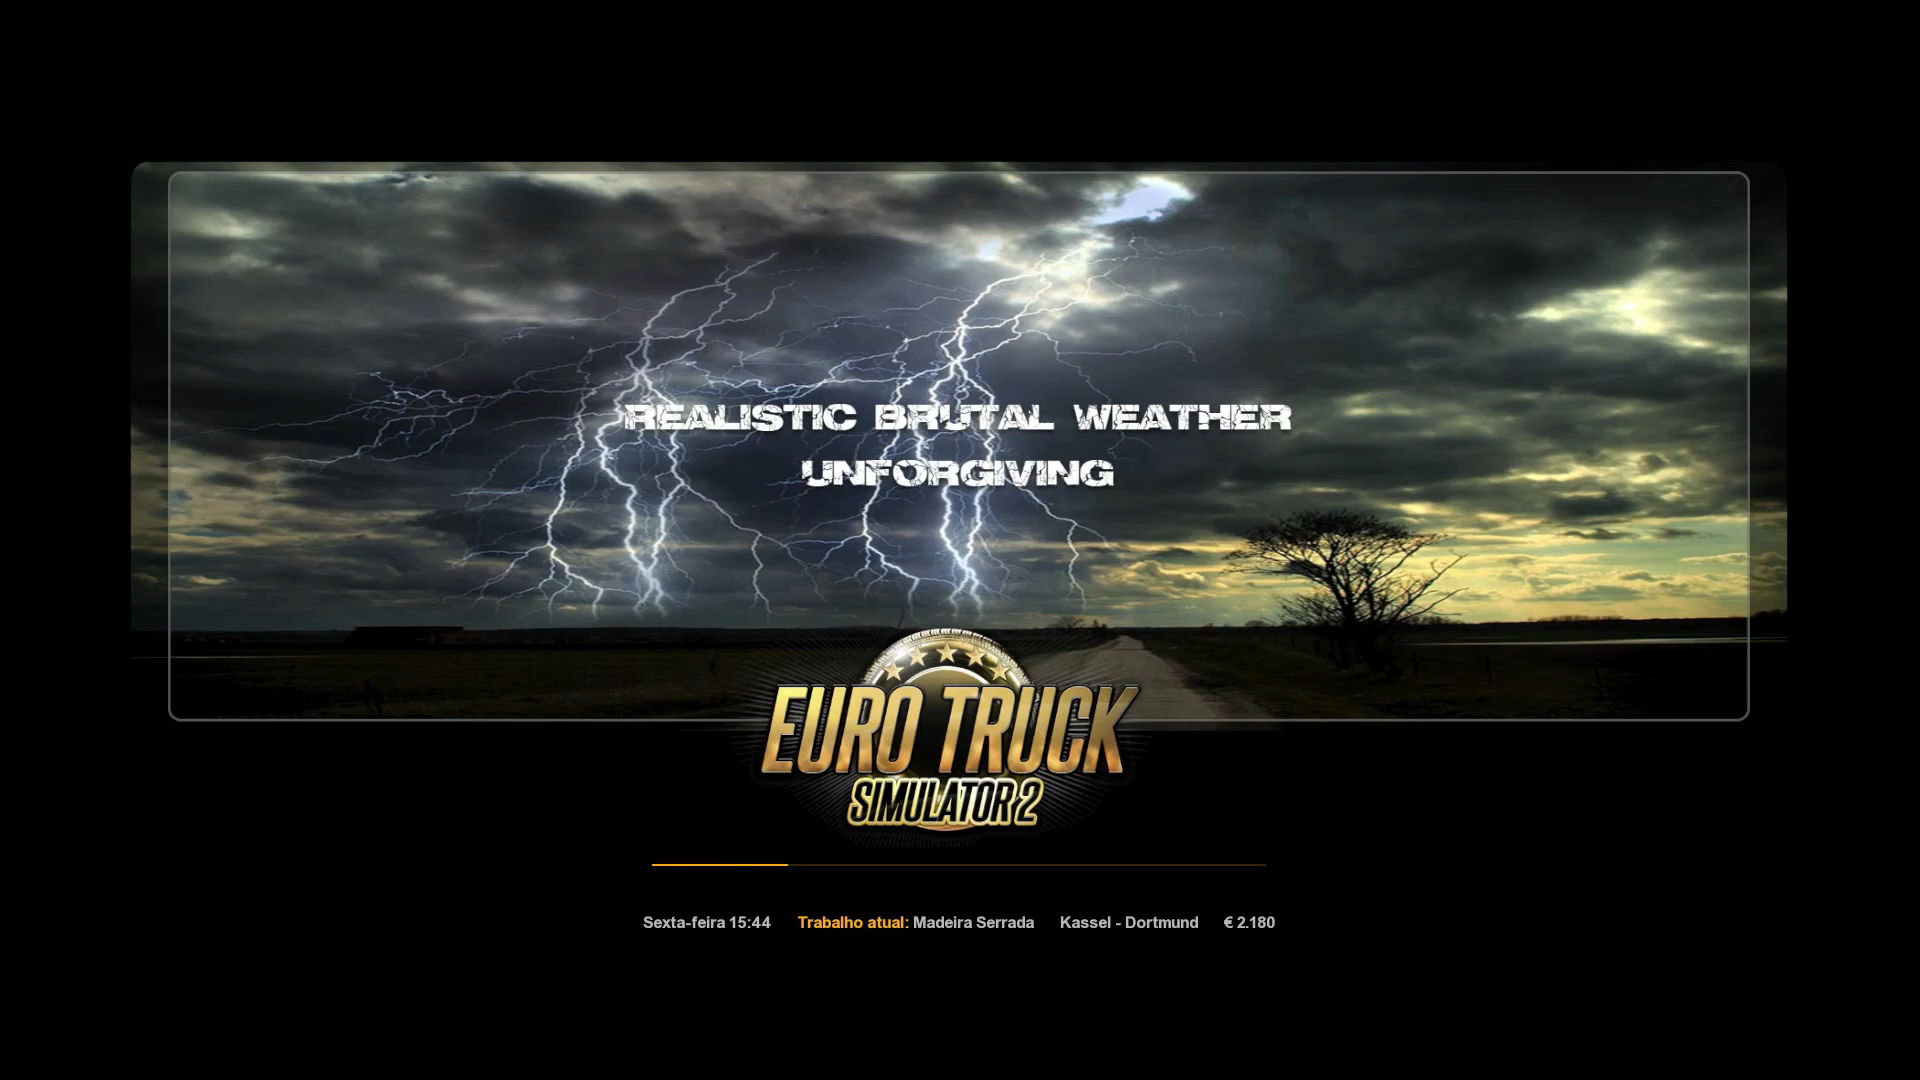 REALISTIC BRUTAL WEATHER
UNFORGIVING
EURO TRUCK
SIMULATOR 2
Sexta-feira 15:44 Trabalho atual: Madeira Serrada Kassel - Dortmund € 2.180